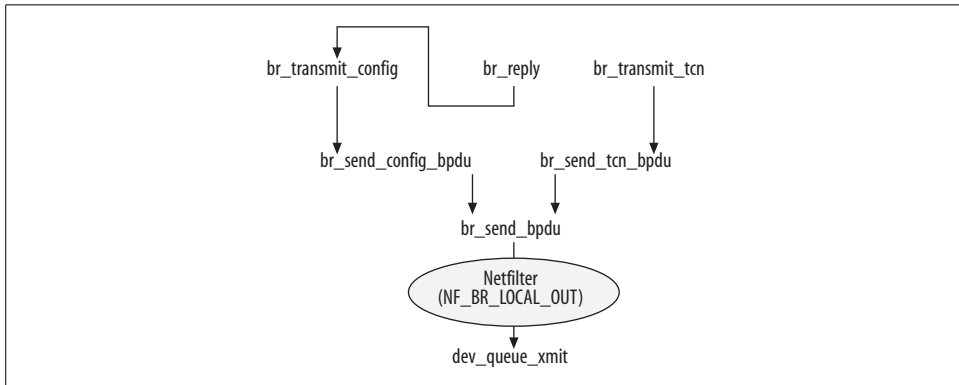 br_transmit_config
br_reply
br_transmit_tcn
br_send_config_bpdu
br_send_tcn_bpdu
br_send_bpdu
Netfilter
(NF_BR_LOCAL_OUT)
dev_queue_xmit